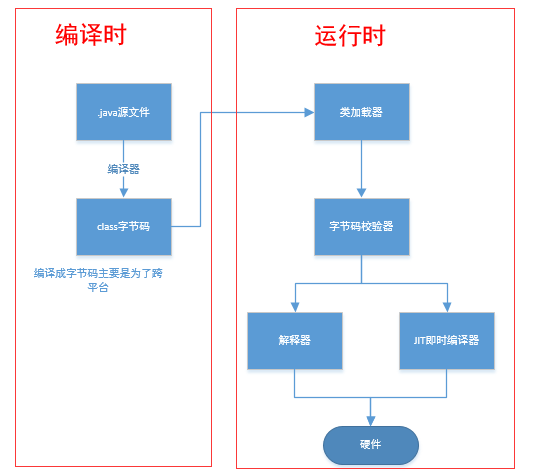 编译时
.java源文件
编译器
class字节码
编译成字节码主要是为了跨
平台
运行时
类加载器
字节码校验器
解释器
JIT即时编译器
硬件